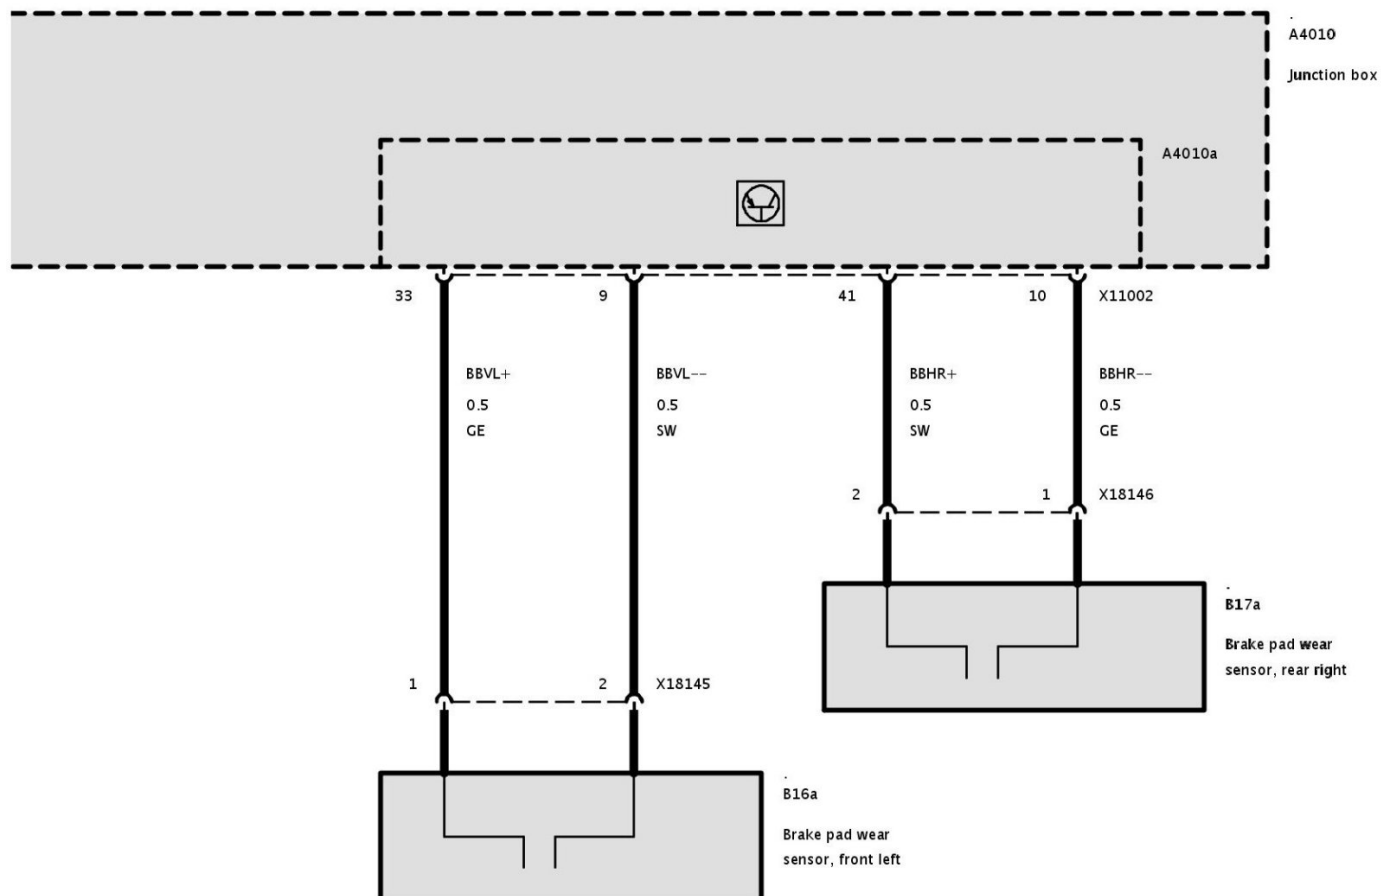 A4010
Junction box
A4010a
33 9 41 10 X11002
BBVL+ BBVL-- BBHR+ BBHR--
0.5 0.5 0.5 0.5
GE SW SW GE
2 1 X18146
B17a
Brake pad wear
sensor, rear right
1 2 X18145
B16a
Brake pad wear
sensor, front left